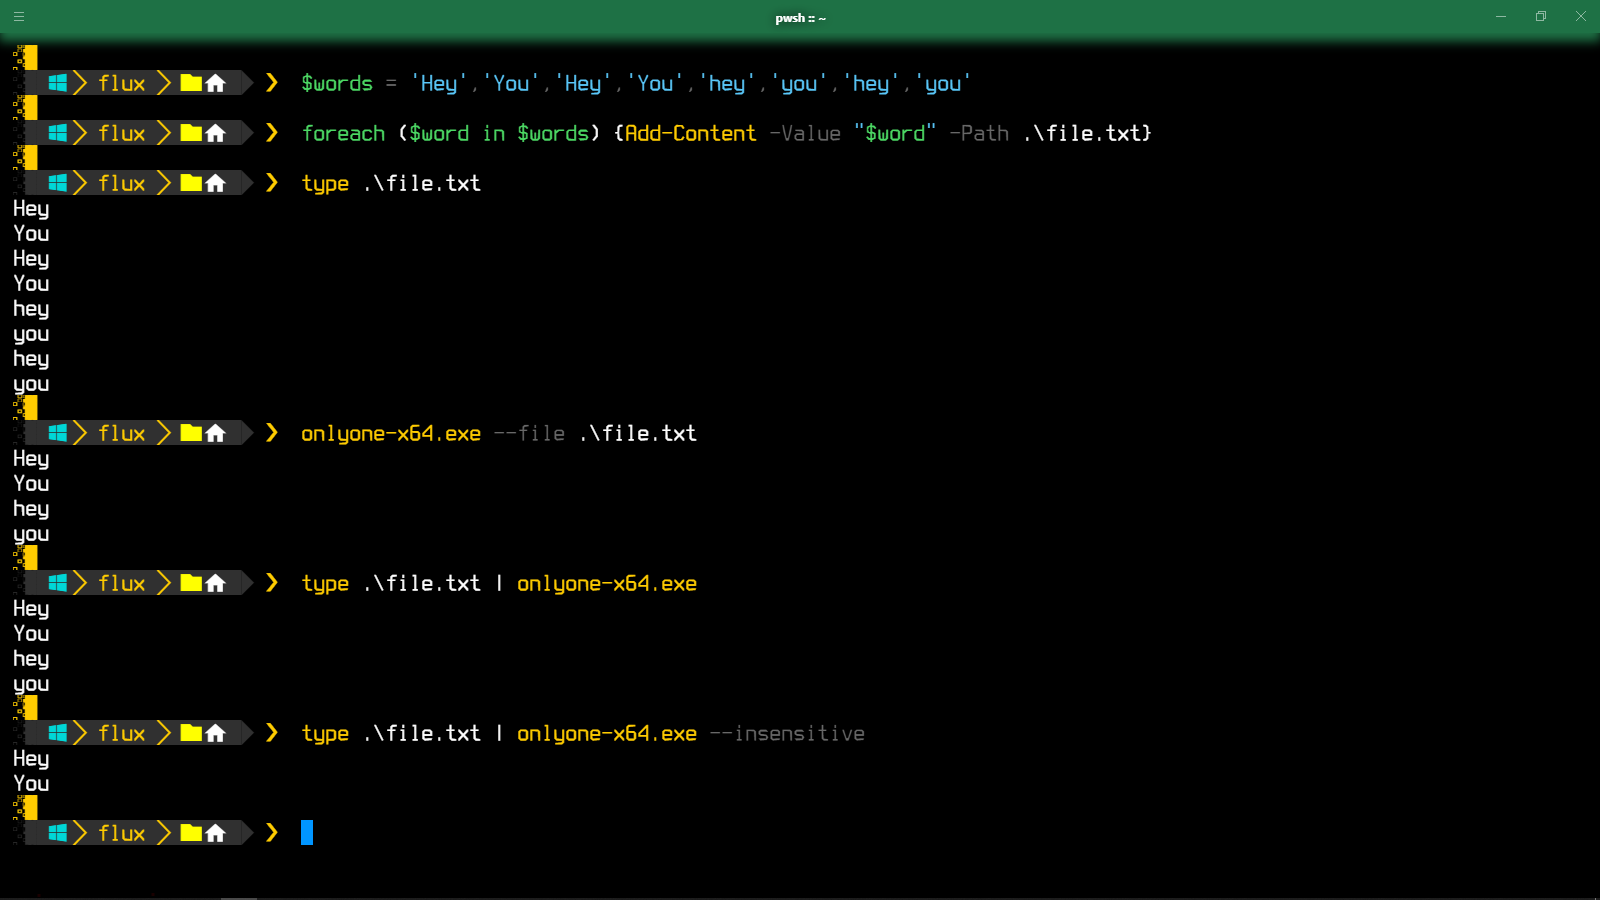 pwsh :: ~
flux ❯ $words = 'Hey','You','Hey','You','hey','you','hey','you'
flux ❯ foreach ($word in $words) {Add-Content -Value "$word" -Path .\file.txt}
flux ❯ type .\file.txt
Hey
You
Hey
You
hey
you
hey
you
flux ❯ onlyone-x64.exe --file .\file.txt
Hey
You
hey
you
flux ❯ type .\file.txt | onlyone-x64.exe
Hey
You
hey
you
flux ❯ type .\file.txt | onlyone-x64.exe --insensitive
Hey
You
flux ❯